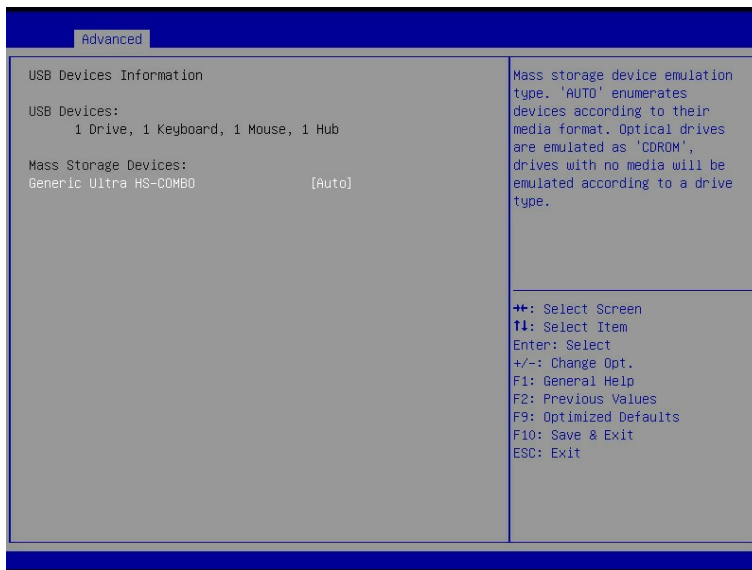 Advanced
USB Devices Information
USB Devices:
1 Drive, 1 Keyboard, 1 Mouse, 1 Hub
Mass Storage Devices:
Generic Ultra HS-COMBO [Auto]
Mass storage device emulation
type. 'AUTO' enumerates
devices according to their
media format. Optical drives
are emulated as 'CDROM',
drives with no media will be
emulated according to a drive
type.
→←: Select Screen
↑↓: Select Item
Enter: Select
+/-: Change Opt.
F1: General Help
F2: Previous Values
F9: Optimized Defaults
F10: Save & Exit
ESC: Exit